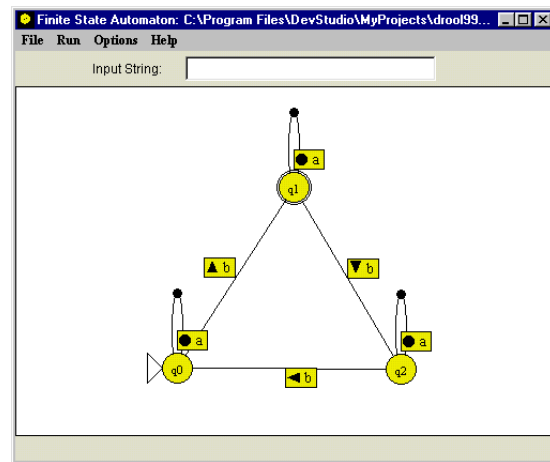 Finite State Automaton: C:\Program Files\DevStudio\MyProjects\drool99...
File Run Options Help
Input String:
a
q1
b
b
a
a
q0
q2
b